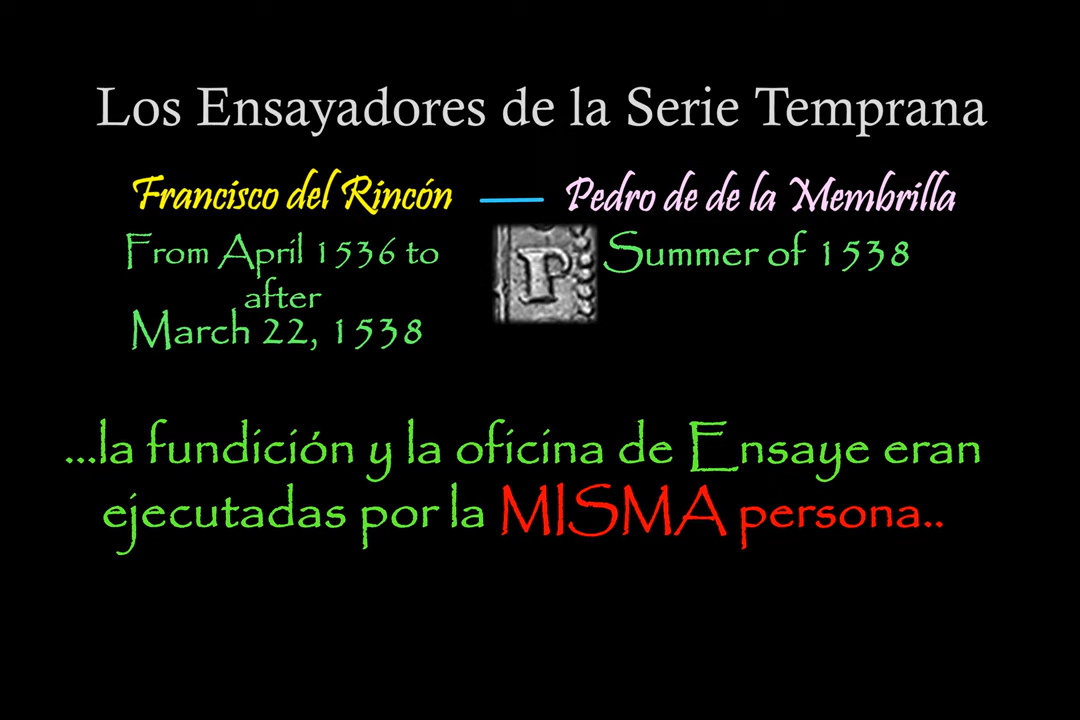 Los Ensayadores de la Serie Temprana
Francisco del Rincón — Pedro de de la Membrilla
From April 1536 to
after
March 22, 1538
P
Summer of 1538
...la fundición y la oficina de Ensaye eran
ejecutadas por la MISMA persona..